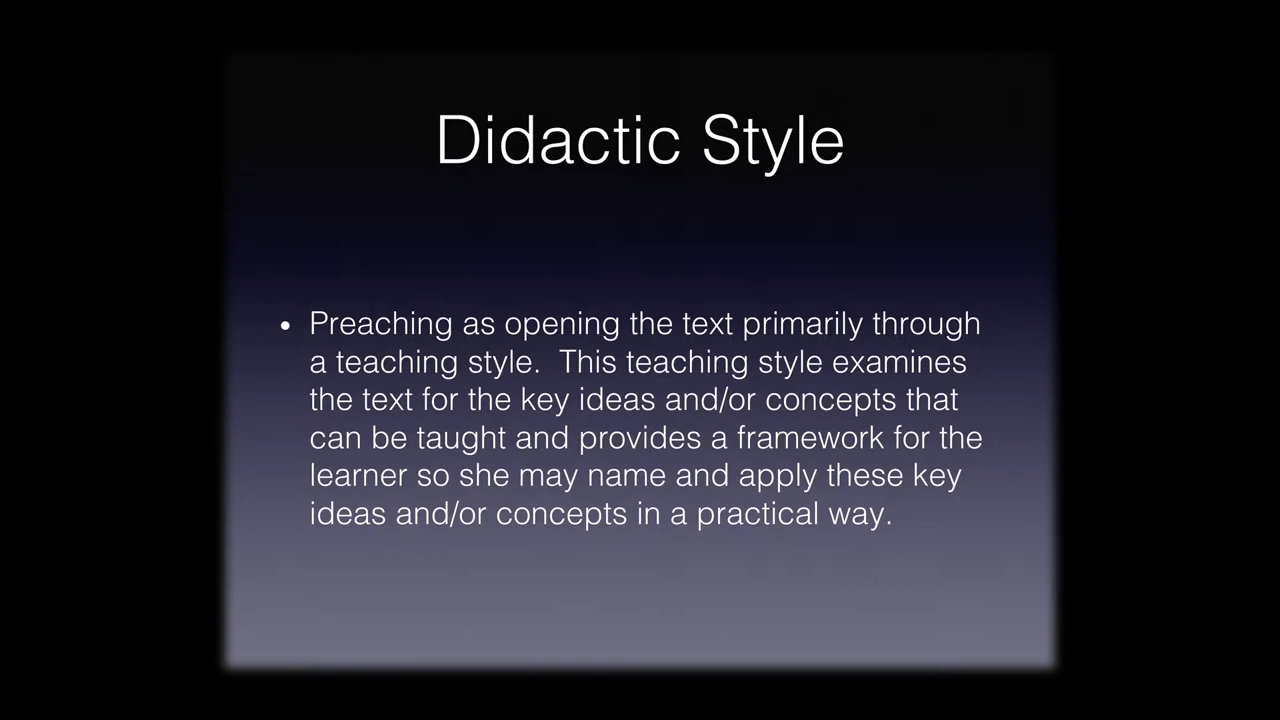 Didactic Style
• Preaching as opening the text primarily through
a teaching style.  This teaching style examines
the text for the key ideas and/or concepts that
can be taught and provides a framework for the
learner so she may name and apply these key
ideas and/or concepts in a practical way.